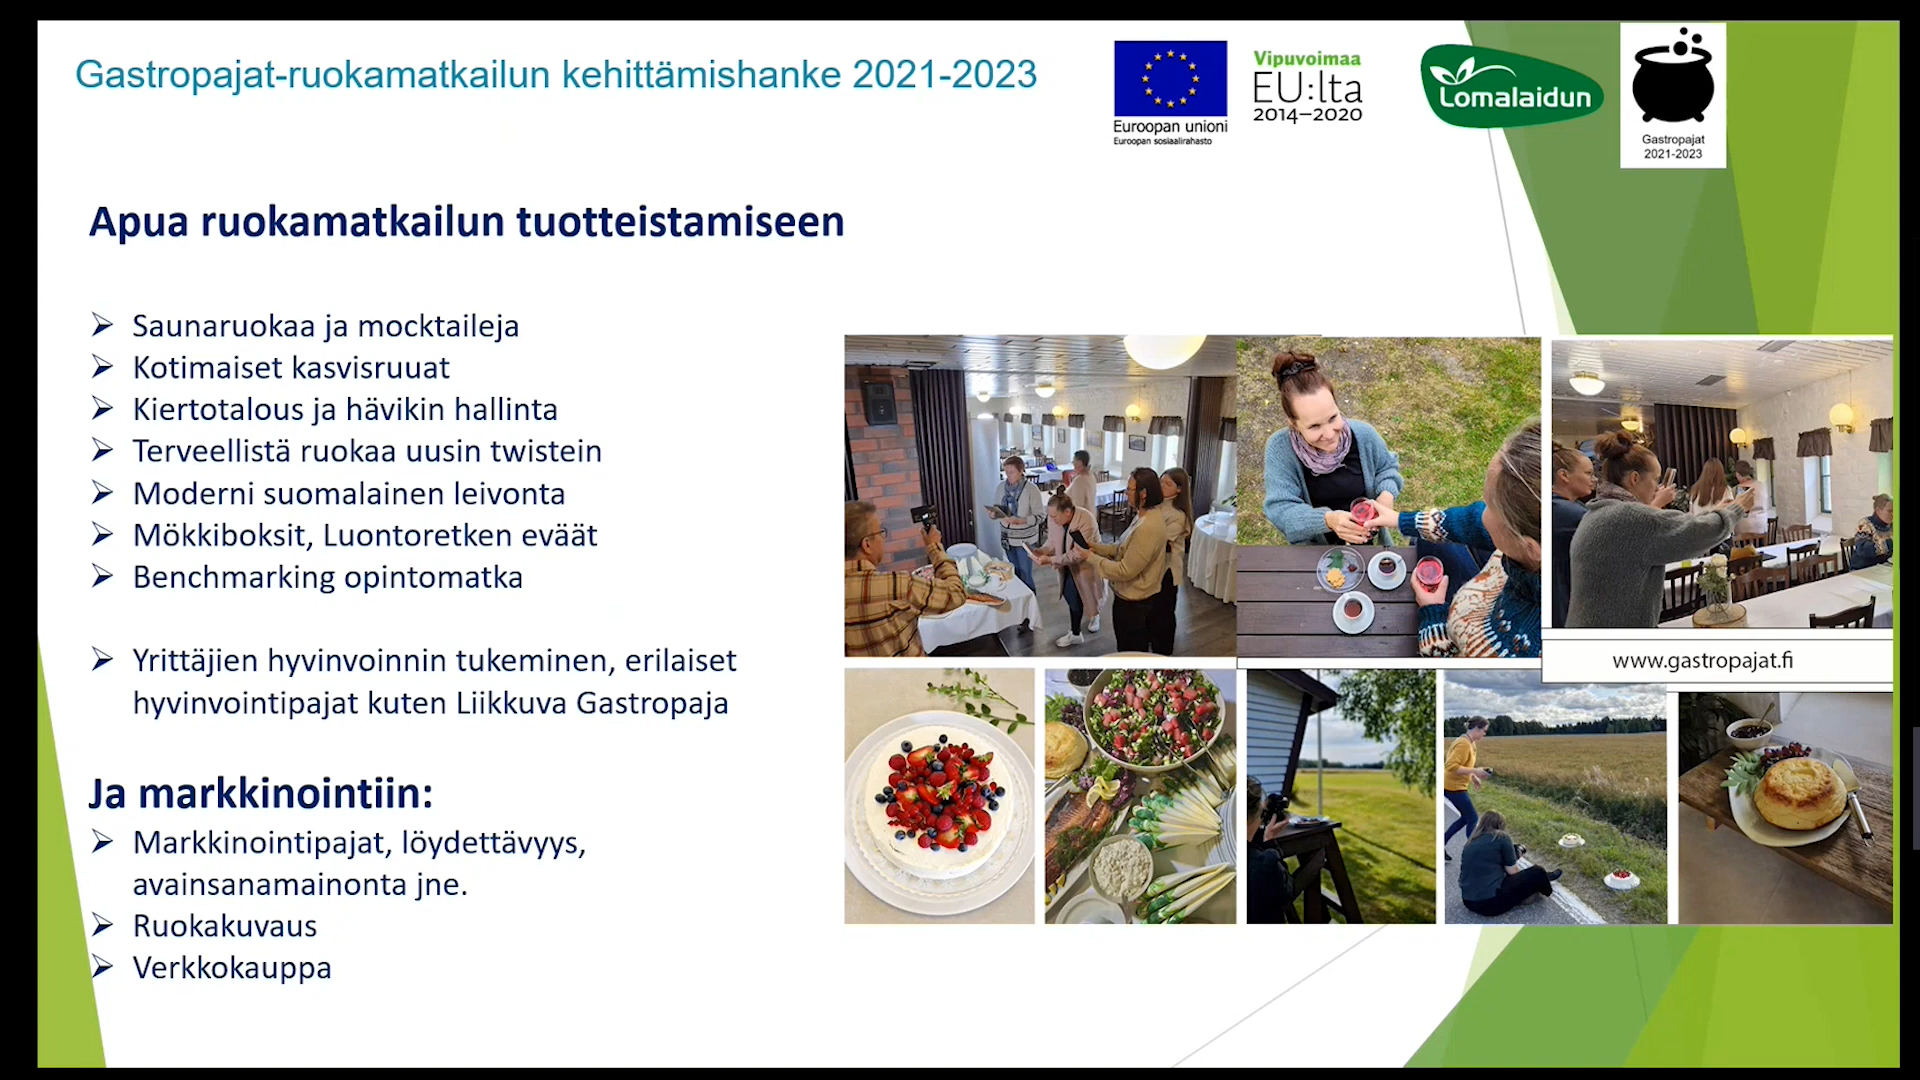 Gastropajat-ruokamatkailun kehittämishanke 2021-2023
Euroopan unioni
Euroopan sosiaalirahasto
Vipuvoimaa
EU:lta
2014–2020
Lomalaidun
Gastropajat
2021-2023
Apua ruokamatkailun tuotteistamiseen
Saunaruokaa ja mocktaileja
Kotimaiset kasvisruuat
Kiertotalous ja hävikin hallinta
Terveellistä ruokaa uusin twistein
Moderni suomalainen leivonta
Mökkiboksit, Luontoretken eväät
Benchmarking opintomatka
Yrittäjien hyvinvoinnin tukeminen, erilaiset
hyvinvointipajat kuten Liikkuva Gastropaja
Ja markkinointiin:
Markkinointipajat, löydettävyys,
avainsanamainonta jne.
Ruokakuvaus
Verkkokauppa
www.gastropajat.fi